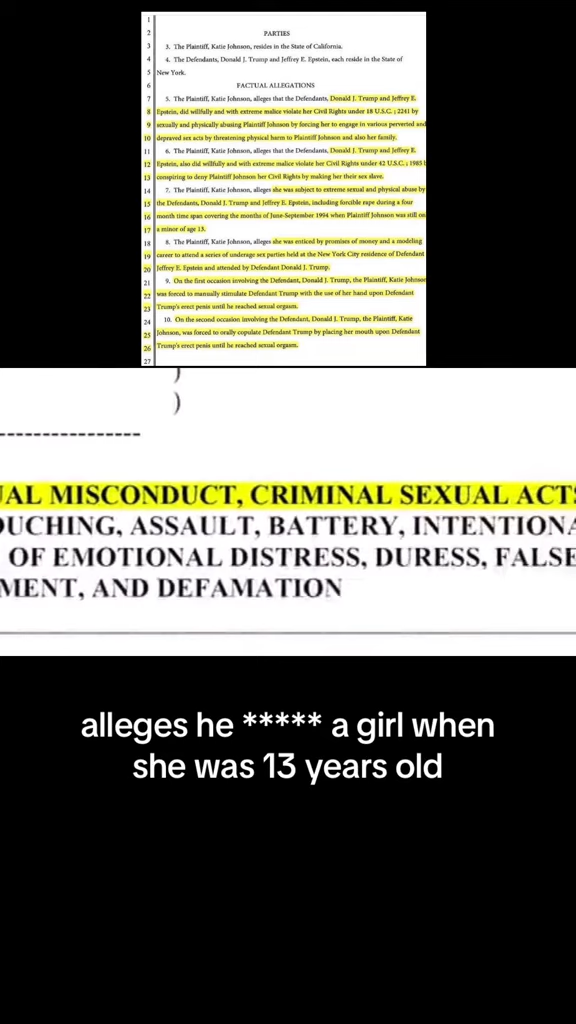 1
2 PARTIES
3 3. The Plaintiff, Katie Johnson, resides in the State of California.
4 4. The Defendants, Donald J. Trump and Jeffrey E. Epstein, each reside in the State of
5 New York.
6 FACTUAL ALLEGATIONS
7 5. The Plaintiff, Katie Johnson, alleges that the Defendants, Donald J. Trump and Jeffrey E.
8 Epstein, did willfully and with extreme malice violate her Civil Rights under 18 U.S.C. ; 2241 by
9 sexually and physically abusing Plaintiff Johnson by forcing her to engage in various perverted and
10 depraved sex acts by threatening physical harm to Plaintiff Johnson and also her family.
11 6. The Plaintiff, Katie Johnson, alleges that the Defendants, Donald J. Trump and Jeffrey E.
12 Epstein, also did willfully and with extreme malice violate her Civil Rights under 42 U.S.C. ; 1985
13 conspiring to deny Plaintiff Johnson her Civil Rights by making her their sex slave.
14 7. The Plaintiff, Katie Johnson, alleges she was subject to extreme sexual and physical abuse by
15 the Defendants, Donald J. Trump and Jeffrey E. Epstein, including forcible rape during a four
16 month time span covering the months of June-September 1994 when Plaintiff Johnson was still on
17 a minor of age 13.
18 8. The Plaintiff, Katie Johnson, alleges she was enticed by promises of money and a modeling
19 career to attend a series of underage sex parties held at the New York City residence of Defendant
20 Jeffrey E. Epstein and attended by Defendant Donald J. Trump.
21 9. On the first occasion involving the Defendant, Donald J. Trump, the Plaintiff, Katie Johnson
22 was forced to manually stimulate Defendant Trump with the use of her hand upon Defendant
23 Trump's erect penis until he reached sexual orgasm.
24 10. On the second occasion involving the Defendant, Donald J. Trump, the Plaintiff, Katie
25 Johnson, was forced to orally copulate Defendant Trump by placing her mouth upon Defendant
26 Trump's erect penis until he reached sexual orgasm.
27
)
)
----------------
UAL MISCONDUCT, CRIMINAL SEXUAL ACTS
OUCHING, ASSAULT, BATTERY, INTENTIONA
OF EMOTIONAL DISTRESS, DURESS, FALSE
MENT, AND DEFAMATION
alleges he ***** a girl when
she was 13 years old